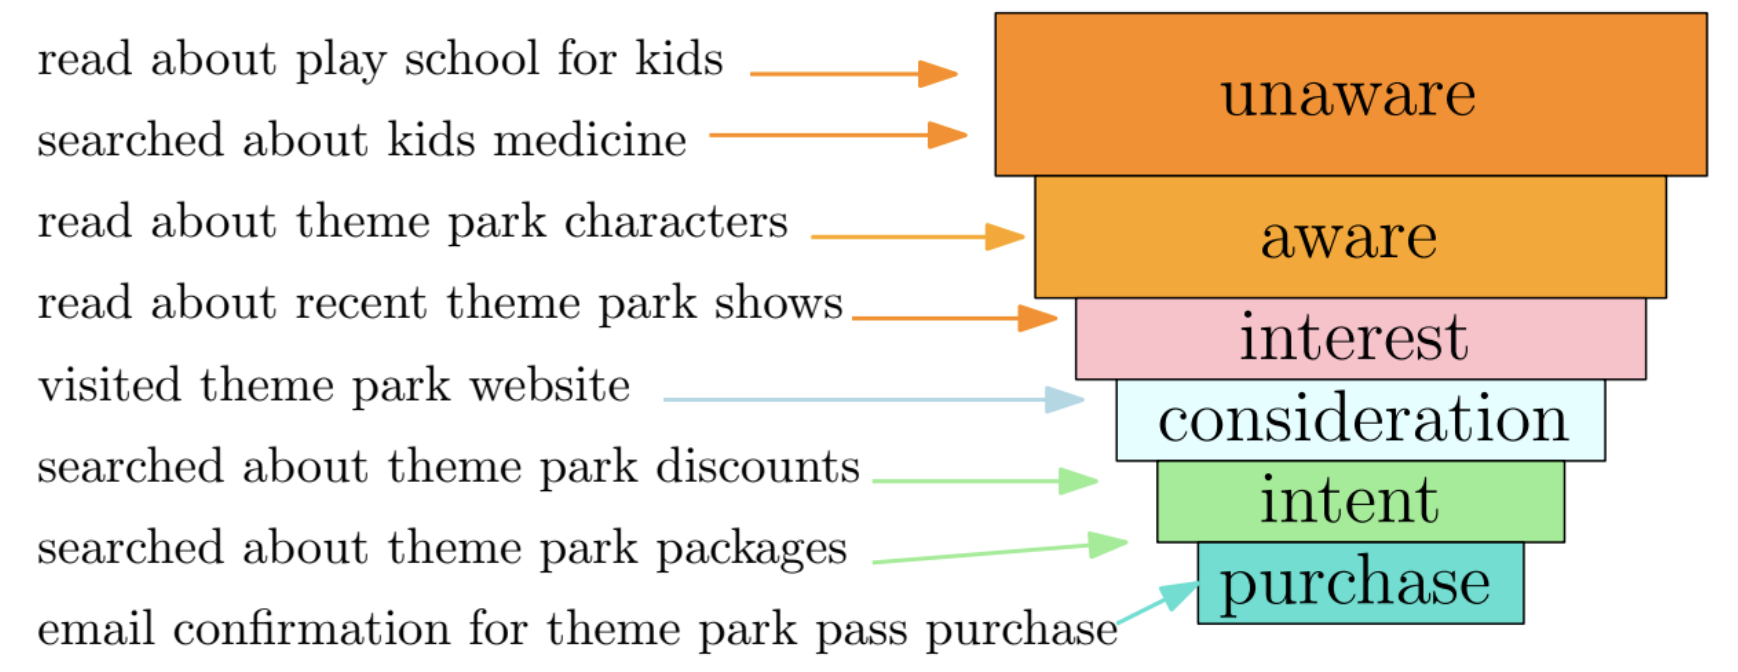 read about play school for kids
searched about kids medicine
read about theme park characters
read about recent theme park shows
visited theme park website
searched about theme park discounts
searched about theme park packages
email confirmation for theme park pass purchase
unaware
aware
interest
consideration
intent
purchase